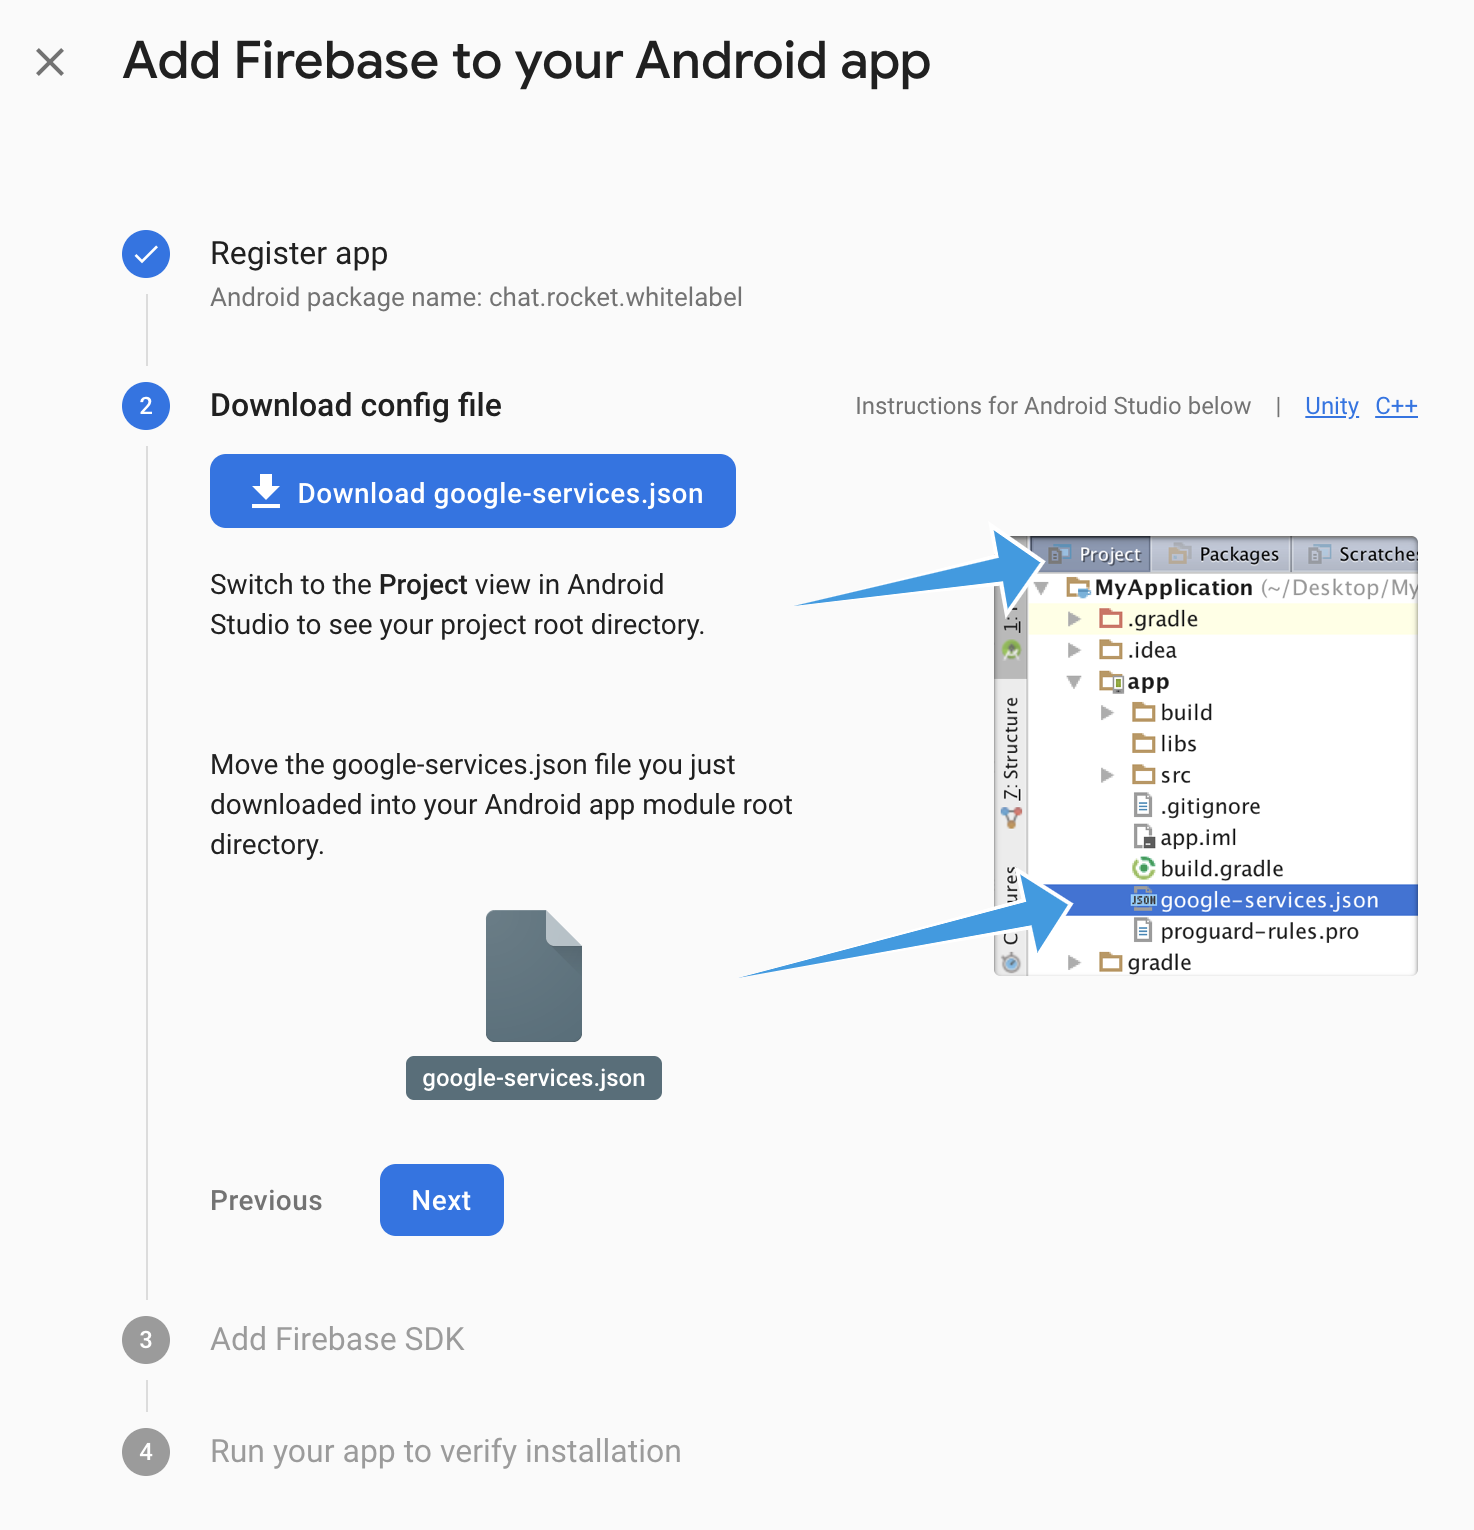 Add Firebase to your Android app
Register app
Android package name: chat.rocket.whitelabel
2
Download config file
Instructions for Android Studio below | Unity C++
Download google-services.json
Switch to the Project view in Android
Studio to see your project root directory.
Move the google-services.json file you just
downloaded into your Android app module root
directory.
google-services.json
Project
Packages
Scratches
MyApplication (~/Desktop/My
.gradle
.idea
app
build
libs
src
.gitignore
app.iml
build.gradle
JSON google-services.json
proguard-rules.pro
gradle
1:
Z: Structure
ures
Previous
Next
3
Add Firebase SDK
4
Run your app to verify installation